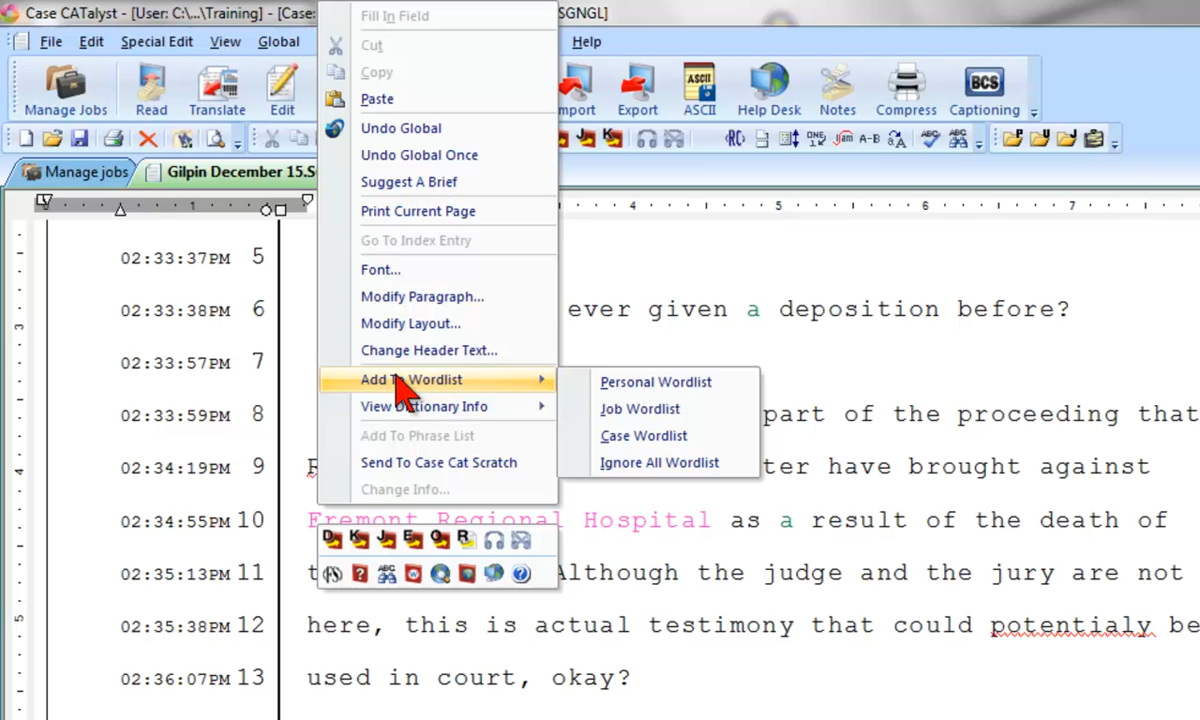 Case CATalyst - [User: C:\...\Training] - [Case: SGNGL]
File Edit Special Edit View Global Help
Manage Jobs Read Translate Edit Import Export ASCII Help Desk Notes Compress Captioning
Manage jobs Gilpin December 15.S
1 4 5 6 7
Fill In Field
Cut
Copy
Paste
Undo Global
Undo Global Once
Suggest A Brief
Print Current Page
Go To Index Entry
Font...
Modify Paragraph...
Modify Layout...
Change Header Text...
Add To Wordlist
View Dictionary Info
Add To Phrase List
Send To Case Cat Scratch
Change Info...
Personal Wordlist
Job Wordlist
Case Wordlist
Ignore All Wordlist
02:33:37PM 5
02:33:38PM 6 ever given a deposition before?
02:33:57PM 7
02:33:59PM 8 part of the proceeding that
02:34:19PM 9 ter have brought against
02:34:55PM 10 Fremont Regional Hospital as a result of the death of
02:35:13PM 11 t Although the judge and the jury are not
02:35:38PM 12 here, this is actual testimony that could potentialy be
02:36:07PM 13 used in court, okay?